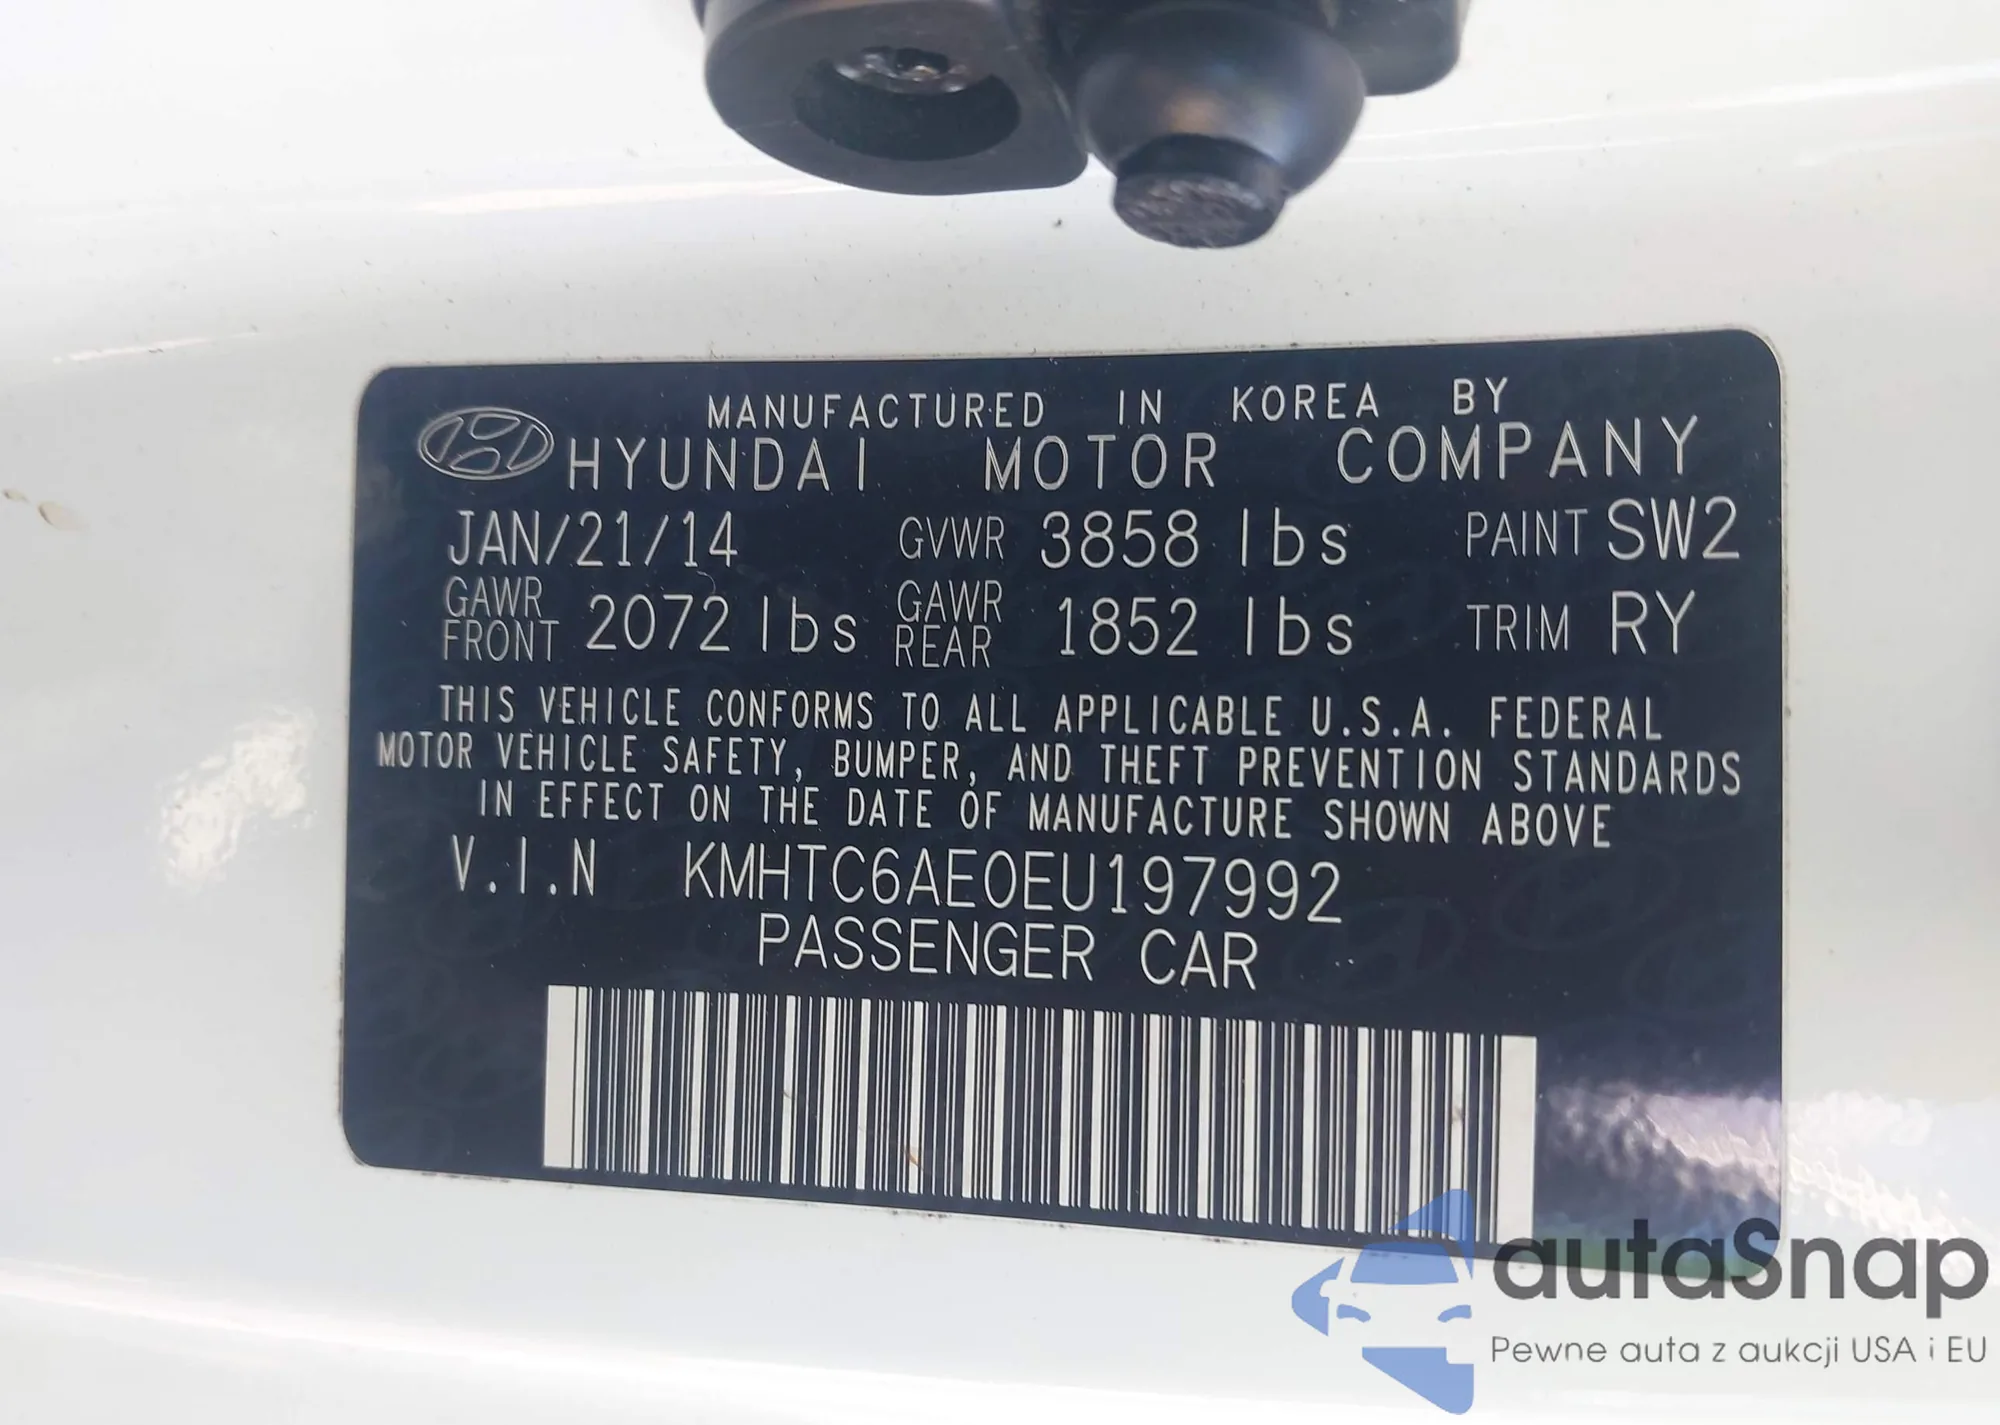 MANUFACTURED IN KOREA BY
HYUNDAI MOTOR COMPANY
JAN/21/14 GVWR 3858 lbs PAINT SW2
GAWR FRONT 2072 lbs GAWR REAR 1852 lbs TRIM RY
THIS VEHICLE CONFORMS TO ALL APPLICABLE U.S.A. FEDERAL
MOTOR VEHICLE SAFETY, BUMPER, AND THEFT PREVENTION STANDARDS
IN EFFECT ON THE DATE OF MANUFACTURE SHOWN ABOVE
V.I.N KMHTC6AE0EU197992
PASSENGER CAR
autaSnap
Pewne auta z aukcji USA i EU